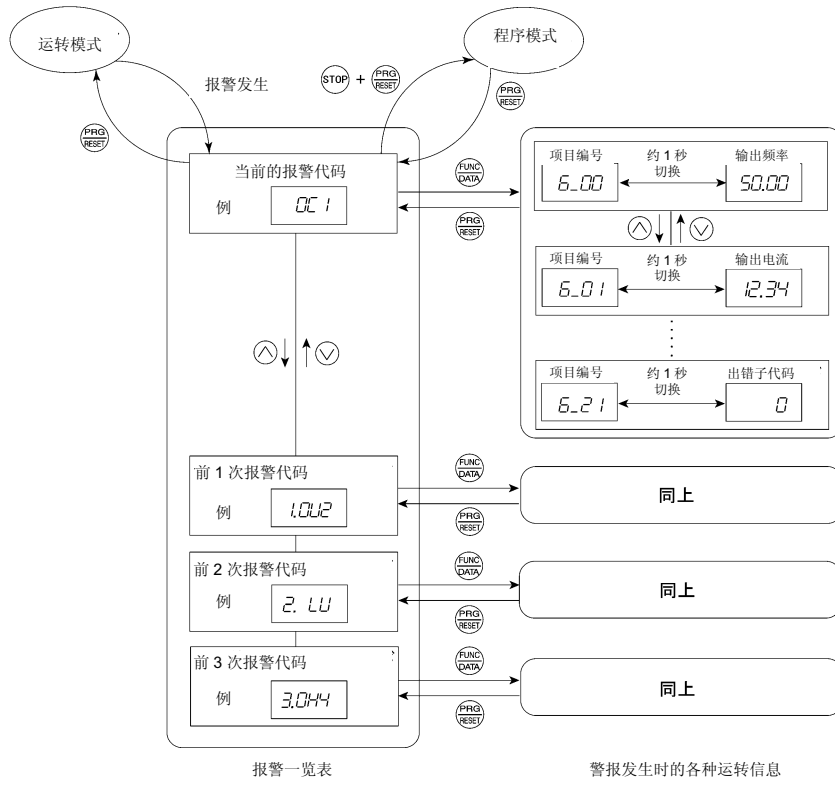 运转模式
程序模式
报警发生
STOP + PRG RESET
PRG RESET
PRG RESET
当前的报警代码
例 OC1
FUNC DATA
PRG RESET
项目编号 约 1 秒 切换 输出频率
6_00 50.00
项目编号 约 1 秒 切换 输出电流
6_01 12.34
项目编号 约 1 秒 切换 出错子代码
6_21 0
前 1 次报警代码
例 1.OU2
FUNC DATA
PRG RESET
同上
前 2 次报警代码
例 2. LU
FUNC DATA
PRG RESET
同上
前 3 次报警代码
例 3.OH4
FUNC DATA
PRG RESET
同上
报警一览表
警报发生时的各种运转信息